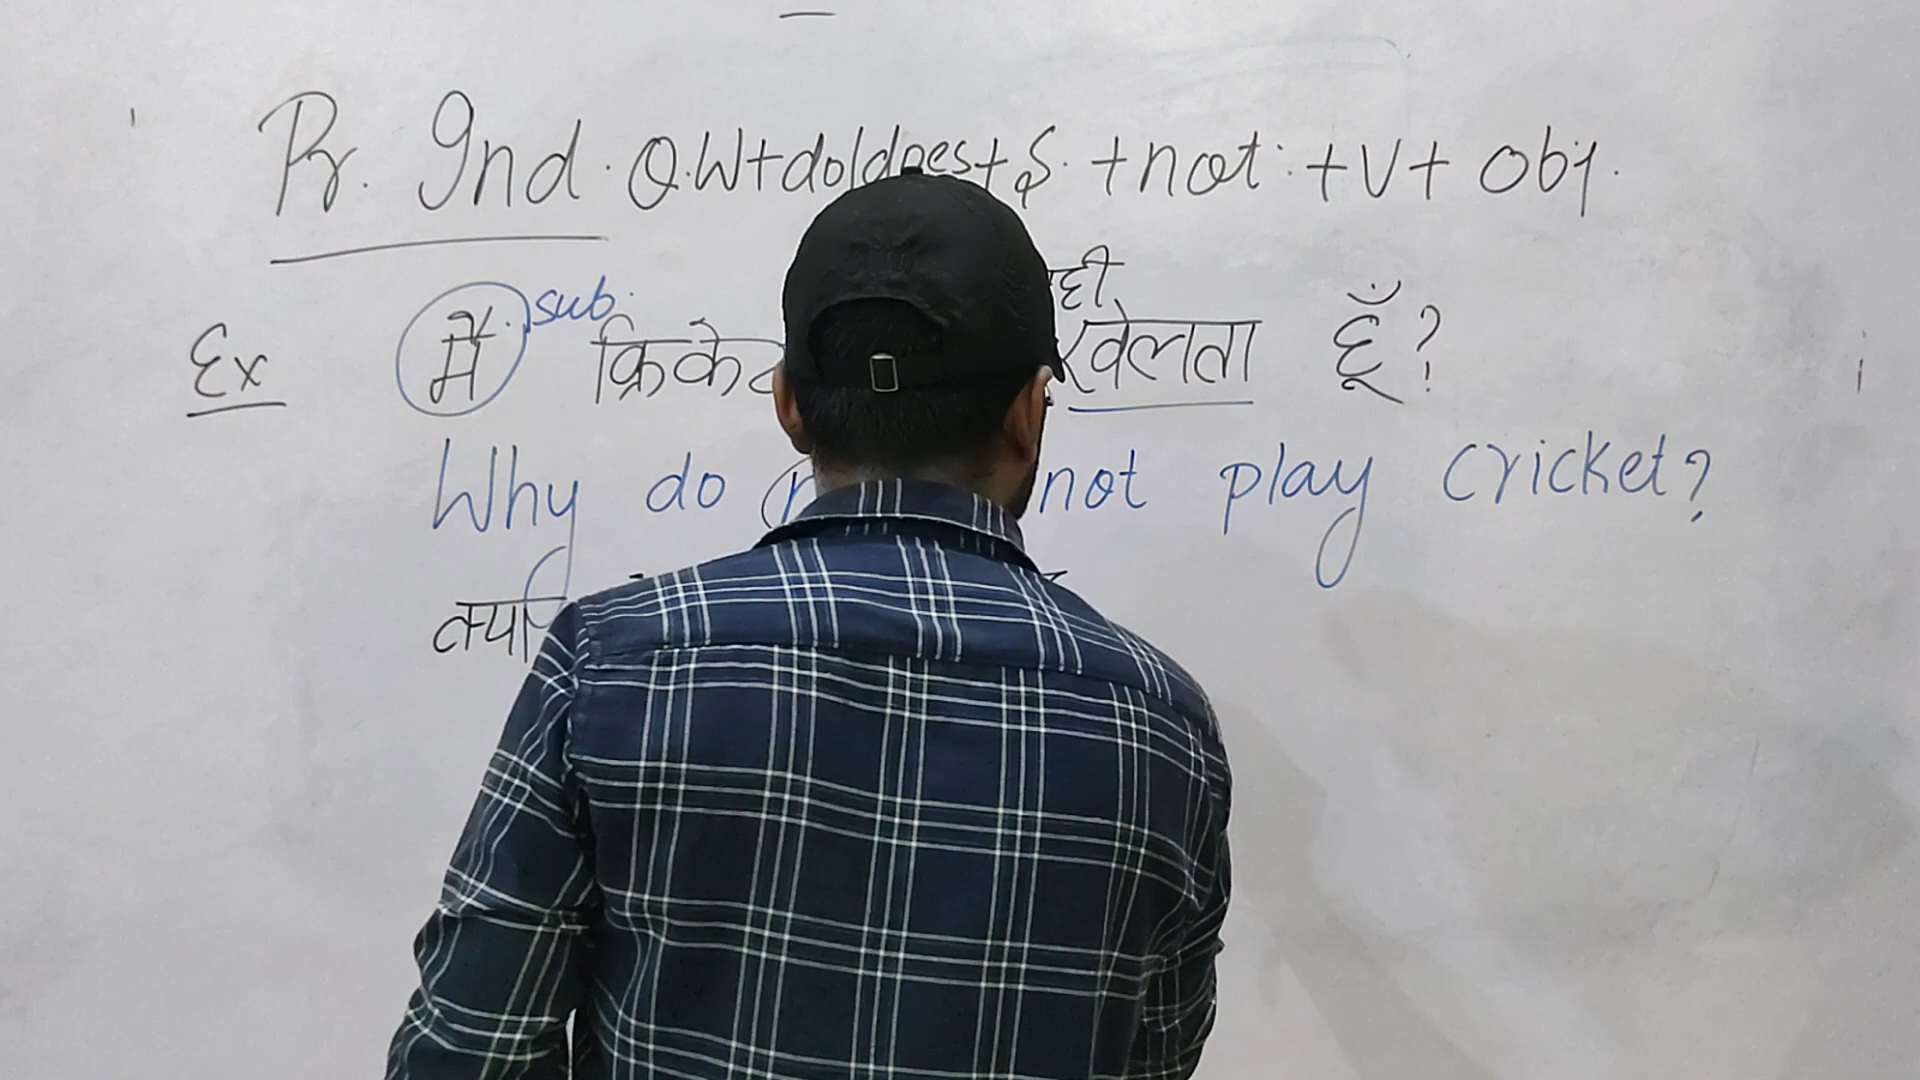 Pr. Ind. Q.W+do/does+S. +not. +V+ obj.
Ex मैं sub. क्रिकेट खेलता हूँ?
Why do not play cricket?
क्या